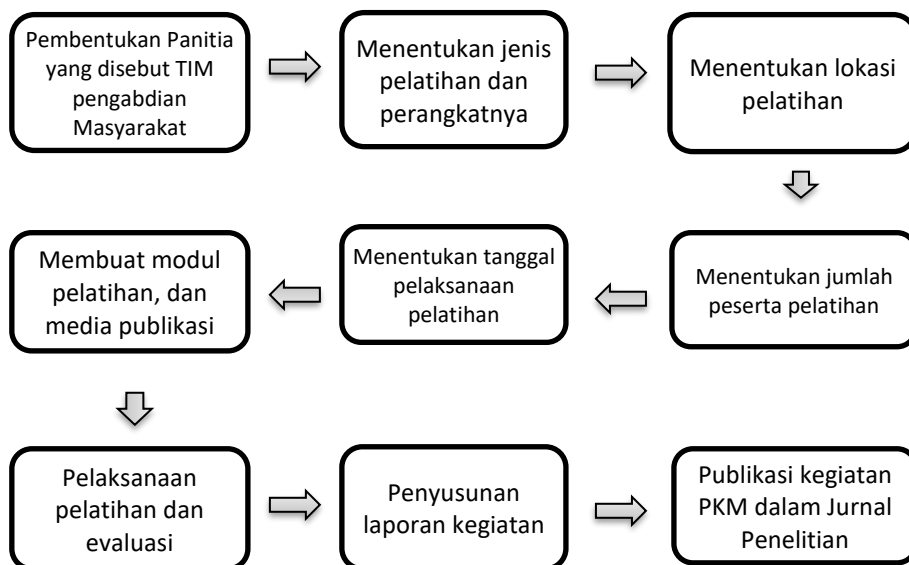 Pembentukan Panitia
yang disebut TIM
pengabdian
Masyarakat
Menentukan jenis
pelatihan dan
perangkatnya
Menentukan lokasi
pelatihan
Menentukan jumlah
peserta pelatihan
Menentukan tanggal
pelaksanaan
pelatihan
Membuat modul
pelatihan, dan
media publikasi
Pelaksanaan
pelatihan dan
evaluasi
Penyusunan
laporan kegiatan
Publikasi kegiatan
PKM dalam Jurnal
Penelitian